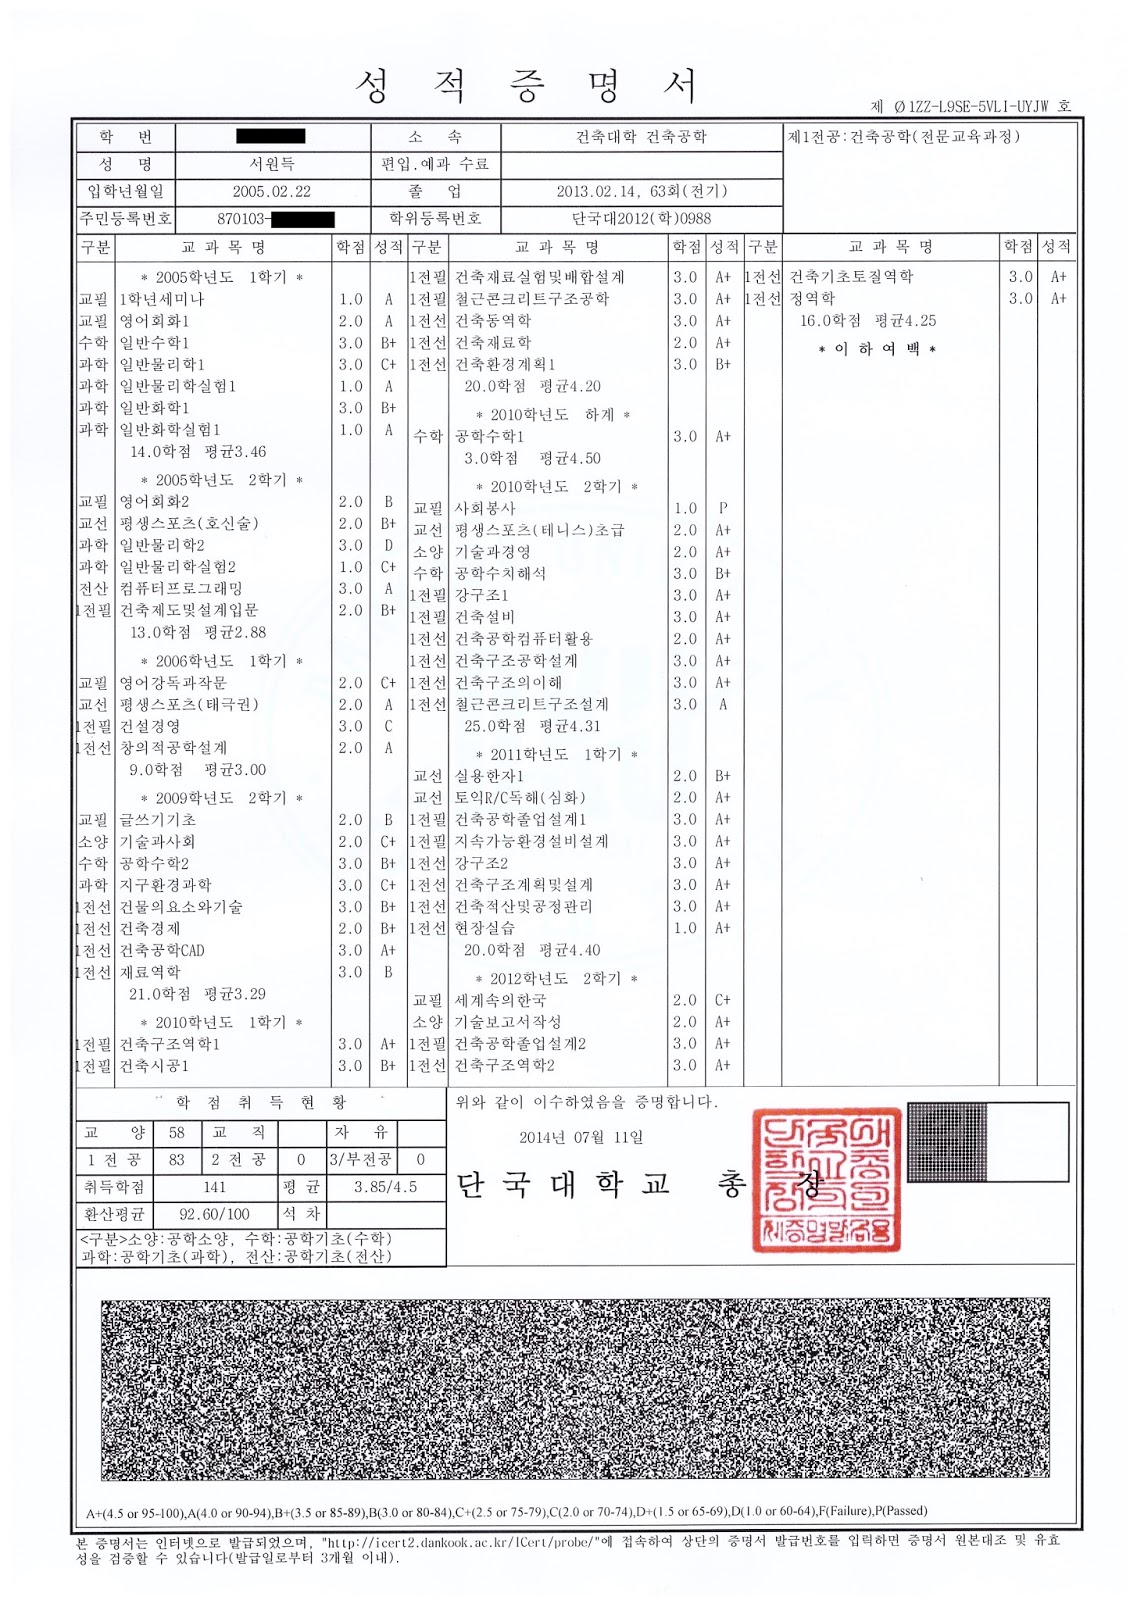 성 적 증 명 서
제 Ø1ZZ-L9SE-5VLI-UYJW 호
학 번 소 속 건축대학 건축공학 제1전공:건축공학(전문교육과정)
성 명 서원득 편입.예과 수료
입학년월일 2005.02.22 졸 업 2013.02.14, 63회(전기)
주민등록번호 870103- 학위등록번호 단국대2012(학)0988
구분 교 과 목 명 학점 성적 구분 교 과 목 명 학점 성적 구분 교 과 목 명 학점 성적
* 2005학년도 1학기 *
교필 1학년세미나 1.0 A
교필 영어회화1 2.0 A
수학 일반수학1 3.0 B+
과학 일반물리학1 3.0 C+
과학 일반물리학실험1 1.0 A
과학 일반화학1 3.0 B+
과학 일반화학실험1 1.0 A
14.0학점 평균3.46
* 2005학년도 2학기 *
교필 영어회화2 2.0 B
교선 평생스포츠(호신술) 2.0 B+
과학 일반물리학2 3.0 D
과학 일반물리학실험2 1.0 C+
전산 컴퓨터프로그래밍 3.0 A
1전필 건축제도및설계입문 2.0 B+
13.0학점 평균2.88
* 2006학년도 1학기 *
교필 영어강독과작문 2.0 C+
교선 평생스포츠(태극권) 2.0 A
1전필 건설경영 3.0 C
1전선 창의적공학설계 2.0 A
9.0학점 평균3.00
* 2009학년도 2학기 *
교필 글쓰기기초 2.0 B
소양 기술과사회 2.0 C+
수학 공학수학2 3.0 B+
과학 지구환경과학 3.0 C+
1전선 건물의요소와기술 3.0 B+
1전선 건축경제 2.0 B+
1전선 건축공학CAD 3.0 A+
1전선 재료역학 3.0 B
21.0학점 평균3.29
* 2010학년도 1학기 *
1전필 건축구조역학1 3.0 A+
1전필 건축시공1 3.0 B+
1전필 건축재료실험및배합설계 3.0 A+
1전필 철근콘크리트구조공학 3.0 A+
1전선 건축동역학 3.0 A+
1전선 건축재료학 2.0 A+
1전선 건축환경계획1 3.0 B+
20.0학점 평균4.20
* 2010학년도 하계 *
수학 공학수학1 3.0 A+
3.0학점 평균4.50
* 2010학년도 2학기 *
교필 사회봉사 1.0 P
교선 평생스포츠(테니스)초급 2.0 A+
소양 기술과경영 2.0 A+
수학 공학수치해석 3.0 B+
1전필 강구조1 3.0 A+
1전필 건축설비 3.0 A+
1전선 건축공학컴퓨터활용 2.0 A+
1전선 건축구조공학설계 3.0 A+
1전선 건축구조의이해 3.0 A+
1전선 철근콘크리트구조설계 3.0 A
25.0학점 평균4.31
* 2011학년도 1학기 *
교선 실용한자1 2.0 B+
교선 토익R/C독해(심화) 2.0 A+
1전필 건축공학졸업설계1 3.0 A+
1전필 지속가능환경설비설계 3.0 A+
1전선 강구조2 3.0 A+
1전선 건축구조계획및설계 3.0 A+
1전선 건축적산및공정관리 3.0 A+
1전선 현장실습 1.0 A+
20.0학점 평균4.40
* 2012학년도 2학기 *
교필 세계속의한국 2.0 C+
소양 기술보고서작성 2.0 A+
1전필 건축공학졸업설계2 3.0 A+
1전선 건축구조역학2 3.0 A+
1전선 건축기초토질역학 3.0 A+
1전선 정역학 3.0 A+
16.0학점 평균4.25
* 이 하 여 백 *
학 점 취 득 현 황
교 양 58 교 직 자 유
1 전 공 83 2 전 공 0 3/부전공 0
취득학점 141 평 균 3.85/4.5
환산평균 92.60/100 석 차
<구분>소양:공학소양, 수학:공학기초(수학)
과학:공학기초(과학), 전산:공학기초(전산)
위와 같이 이수하였음을 증명합니다.
2014년 07월 11일
단 국 대 학 교 총 장
A+(4.5 or 95-100),A(4.0 or 90-94),B+(3.5 or 85-89),B(3.0 or 80-84),C+(2.5 or 75-79),C(2.0 or 70-74),D+(1.5 or 65-69),D(1.0 or 60-64),F(Failure),P(Passed)
본 증명서는 인터넷으로 발급되었으며, "http://icert2.dankook.ac.kr/ICert/probe/"에 접속하여 상단의 증명서 발급번호를 입력하면 증명서 원본대조 및 유효
성을 검증할 수 있습니다(발급일로부터 3개월 이내).